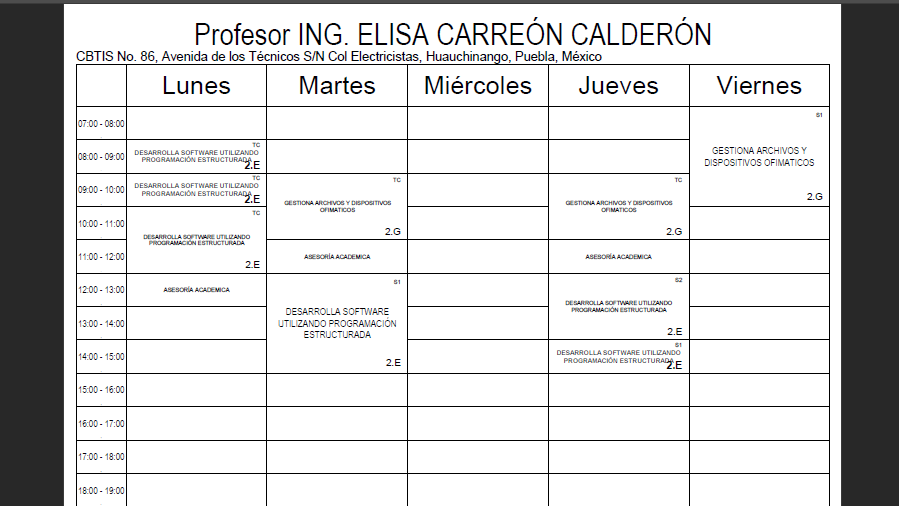 Profesor ING. ELISA CARREÓN CALDERÓN
CBTIS No. 86, Avenida de los Técnicos S/N Col Electricistas, Huauchinango, Puebla, México
Lunes Martes Miércoles Jueves Viernes
07:00 - 08:00
S1
GESTIONA ARCHIVOS Y
DISPOSITIVOS OFIMATICOS
2.G
08:00 - 09:00
TC
DESARROLLA SOFTWARE UTILIZANDO
PROGRAMACIÓN ESTRUCTURADA
2.E
09:00 - 10:00
TC
DESARROLLA SOFTWARE UTILIZANDO
PROGRAMACIÓN ESTRUCTURADA
2.E
TC
GESTIONA ARCHIVOS Y DISPOSITIVOS
OFIMATICOS
2.G
TC
GESTIONA ARCHIVOS Y DISPOSITIVOS
OFIMATICOS
2.G
10:00 - 11:00
TC
DESARROLLA SOFTWARE UTILIZANDO
PROGRAMACIÓN ESTRUCTURADA
2.E
11:00 - 12:00
ASESORÍA ACADEMICA
ASESORÍA ACADEMICA
12:00 - 13:00
ASESORÍA ACADEMICA
S1
DESARROLLA SOFTWARE
UTILIZANDO PROGRAMACIÓN
ESTRUCTURADA
2.E
S2
DESARROLLA SOFTWARE UTILIZANDO
PROGRAMACIÓN ESTRUCTURADA
2.E
13:00 - 14:00
14:00 - 15:00
S1
DESARROLLA SOFTWARE UTILIZANDO
PROGRAMACIÓN ESTRUCTURADA
2.E
15:00 - 16:00
16:00 - 17:00
17:00 - 18:00
18:00 - 19:00